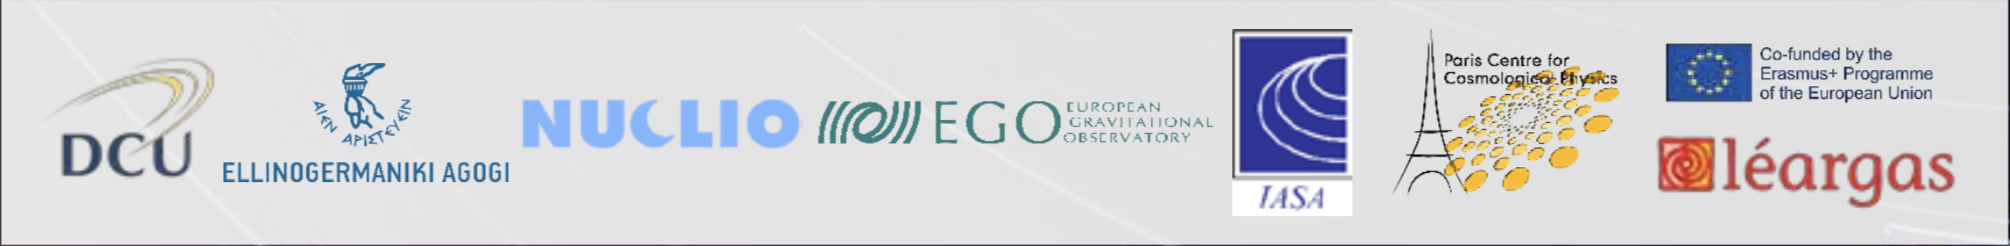 DCU
ΑΙΕΝ ΑΡΙΣΤΕΥΕΙΝ
ELLINOGERMANIKI AGOGI
NUCLIO
EGO
EUROPEAN
GRAVITATIONAL
OBSERVATORY
IASA
Paris Centre for
Cosmological Physics
Co-funded by the
Erasmus+ Programme
of the European Union
léargas